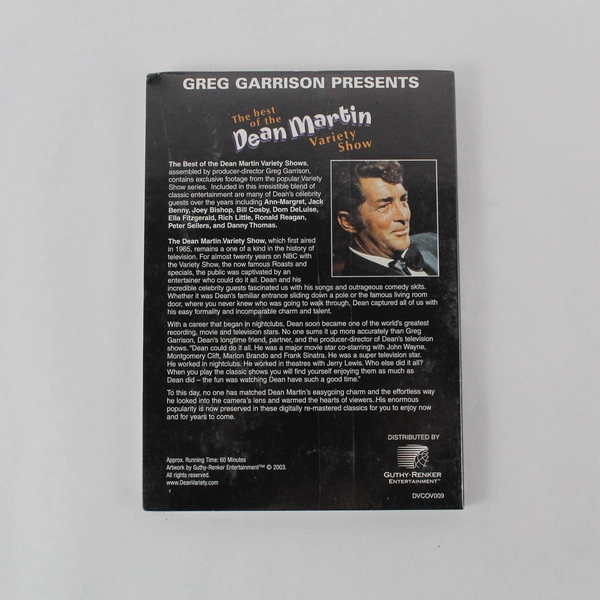 GREG GARRISON PRESENTS
The best
of the
Dean Martin
Variety
Show
The Best of the Dean Martin Variety Shows,
assembled by producer-director Greg Garrison,
contains exclusive footage from the popular Variety
Show series. Included in this irresistible blend of
classic entertainment are many of Dean's celebrity
guests over the years including Ann-Margret, Jack
Benny, Joey Bishop, Bill Cosby, Dom DeLuise,
Ella Fitzgerald, Rich Little, Ronald Reagan,
Peter Sellers, and Danny Thomas.
The Dean Martin Variety Show, which first aired
in 1965, remains a one of a kind in the history of
television. For almost twenty years on NBC with
the Variety Show, the now famous Roasts and
specials, the public was captivated by an
entertainer who could do it all. Dean and his
incredible celebrity guests fascinated us with his songs and outrageous comedy skits.
Whether it was Dean's familiar entrance sliding down a pole or the famous living room
door, where you never knew who was going to walk through, Dean captured all of us with
his easy formality and incomparable charm and talent.
With a career that began in nightclubs, Dean soon became one of the world's greatest
recording, movie and television stars. No one sums it up more accurately than Greg
Garrison, Dean's longtime friend, partner, and the producer-director of Dean's television
shows. "Dean could do it all. He was a major movie star co-starring with John Wayne,
Montgomery Clift, Marlon Brando and Frank Sinatra. He was a super television star.
He worked in nightclubs. He worked in theatres with Jerry Lewis. Who else did it all?
When you play the classic shows you will find yourself enjoying them as much as
Dean did – the fun was watching Dean have such a good time."
To this day, no one has matched Dean Martin's easygoing charm and the effortless way
he looked into the camera's lens and warmed the hearts of viewers. His enormous
popularity is now preserved in these digitally re-mastered classics for you to enjoy now
and for years to come.
Approx. Running Time: 60 Minutes
Artwork by Guthy-Renker Entertainment™ © 2003.
All rights reserved.
www.DeanVariety.com
DISTRIBUTED BY
GUTHY-RENKER
ENTERTAINMENT™
DVCOV009